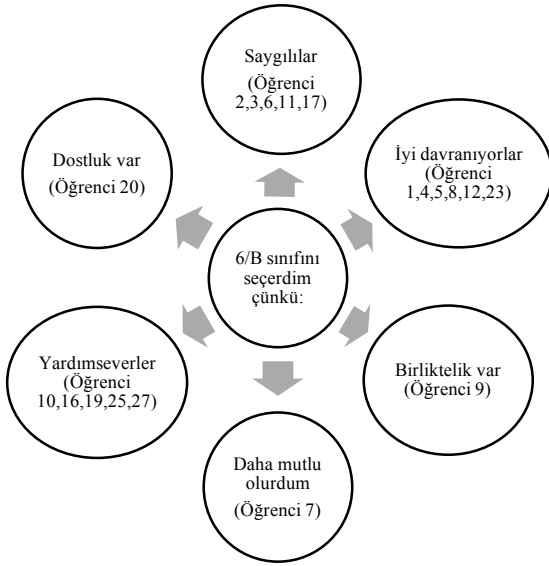 Saygılılar
(Öğrenci
2,3,6,11,17)
İyi davranıyorlar
(Öğrenci
1,4,5,8,12,23)
Birliktelik var
(Öğrenci 9)
Daha mutlu
olurdum
(Öğrenci 7)
Yardımseverler
(Öğrenci
10,16,19,25,27)
Dostluk var
(Öğrenci 20)
6/B sınıfını
seçerdim
çünkü: